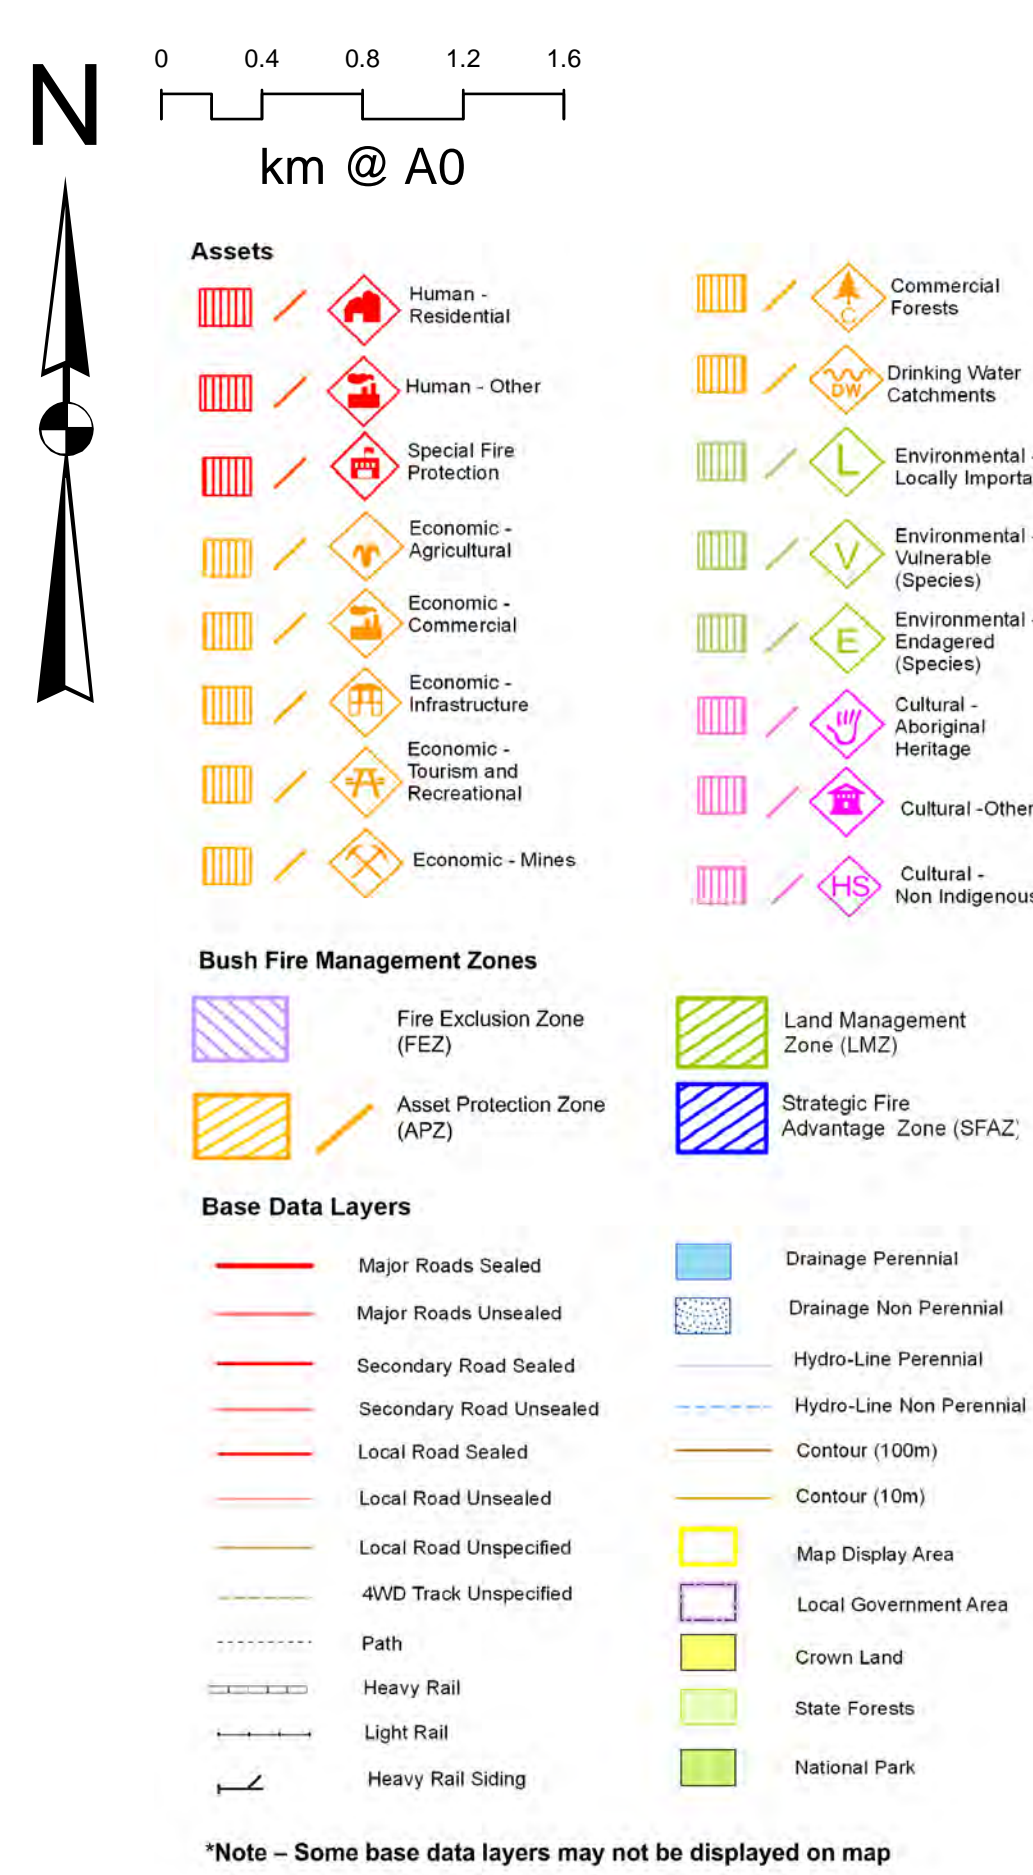 N
0 0.4 0.8 1.2 1.6
km @ A0
Assets
Human -
Residential
Human - Other
Special Fire
Protection
Economic -
Agricultural
Economic -
Commercial
Economic -
Infrastructure
Economic -
Tourism and
Recreational
Economic - Mines
C
Commercial
Forests
DW
Drinking Water
Catchments
L
Environmental -
Locally Importa
V
Environmental -
Vulnerable
(Species)
E
Environmental -
Endagered
(Species)
Cultural -
Aboriginal
Heritage
Cultural -Other
HS
Cultural -
Non Indigenous
Bush Fire Management Zones
Fire Exclusion Zone
(FEZ)
Asset Protection Zone
(APZ)
Land Management
Zone (LMZ)
Strategic Fire
Advantage Zone (SFAZ)
Base Data Layers
Major Roads Sealed
Major Roads Unsealed
Secondary Road Sealed
Secondary Road Unsealed
Local Road Sealed
Local Road Unsealed
Local Road Unspecified
4WD Track Unspecified
Path
Heavy Rail
Light Rail
Heavy Rail Siding
Drainage Perennial
Drainage Non Perennial
Hydro-Line Perennial
Hydro-Line Non Perennial
Contour (100m)
Contour (10m)
Map Display Area
Local Government Area
Crown Land
State Forests
National Park
*Note – Some base data layers may not be displayed on map